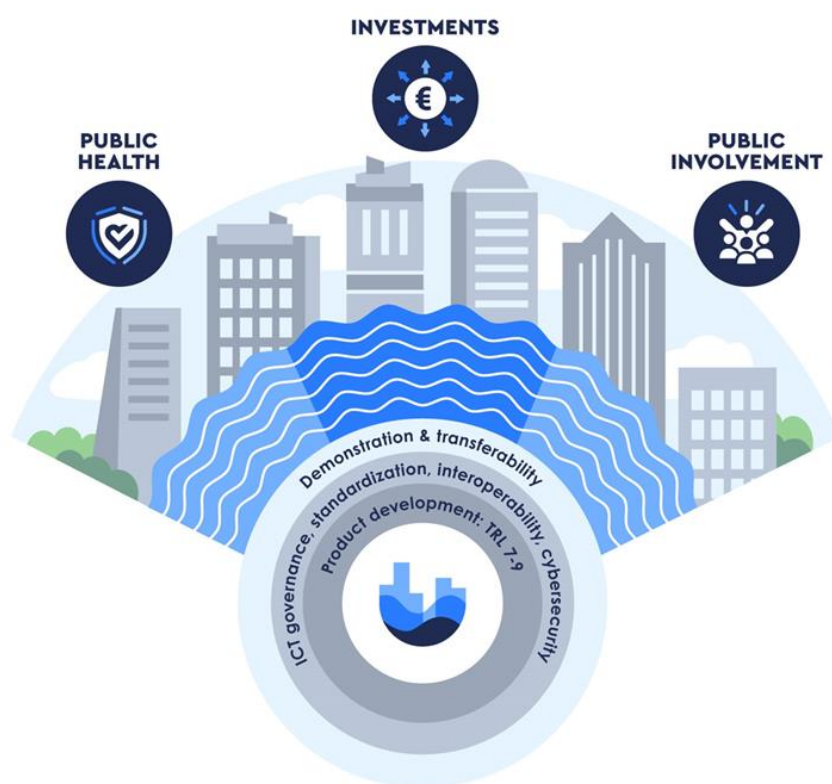 INVESTMENTS
€
PUBLIC
HEALTH
PUBLIC
INVOLVEMENT
Demonstration & transferability
ICT governance, standardization, interoperability, cybersecurity
Product development: TRL 7-9